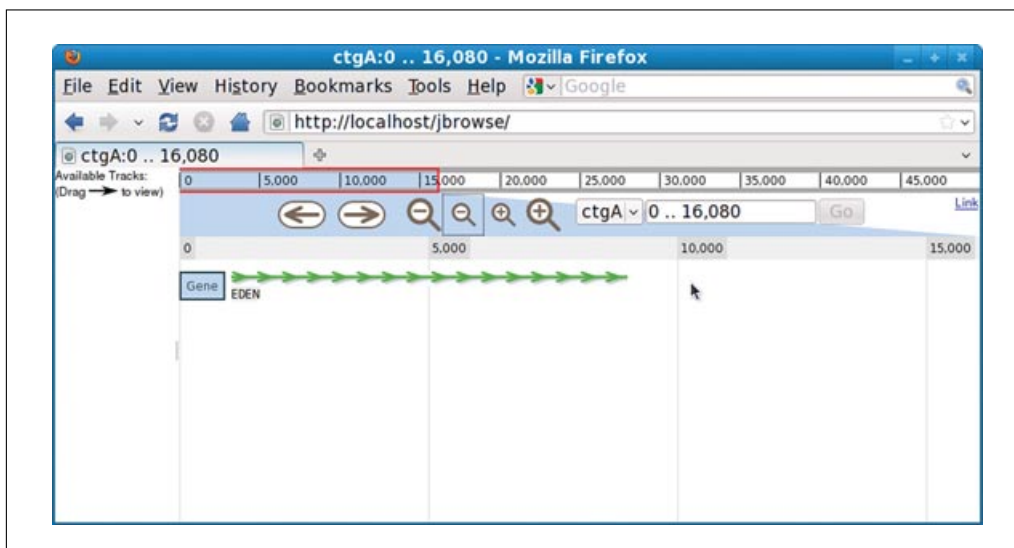 ctgA:0 .. 16,080 - Mozilla Firefox
File Edit View History Bookmarks Tools Help Google
http://localhost/jbrowse/
ctgA:0 .. 16,080
Available Tracks:
(Drag to view)
0 5,000 10,000 15,000 20,000 25,000 30,000 35,000 40,000 45,000
ctgA 0 .. 16,080 Go Link
0 5,000 10,000 15,000
Gene
EDEN